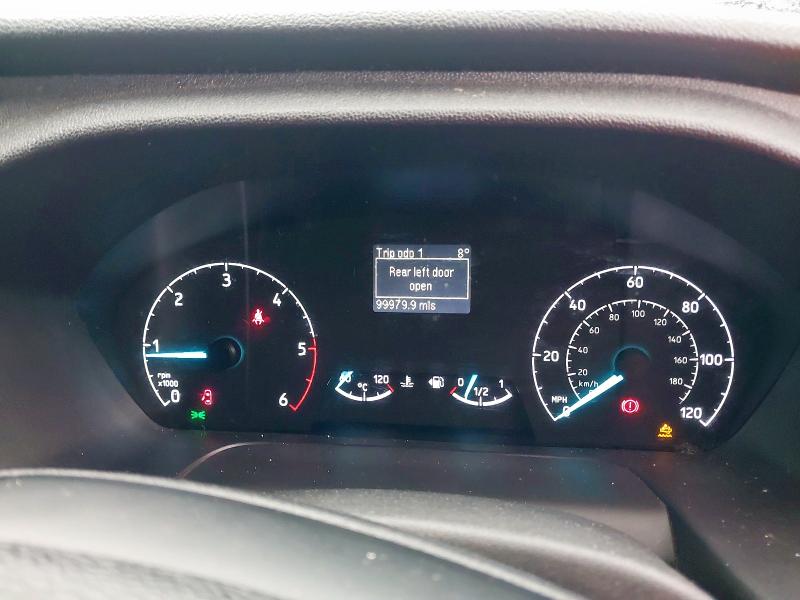 Trip odo 1 8°
Rear left door
open
99979.9 mls
0 1 2 3 4 5 6
rpm
x1000
120
°C
0 1/2 1
0 20 40 60 80 100 120
MPH
20 40 60 80 100 120 140 160 180
km/h